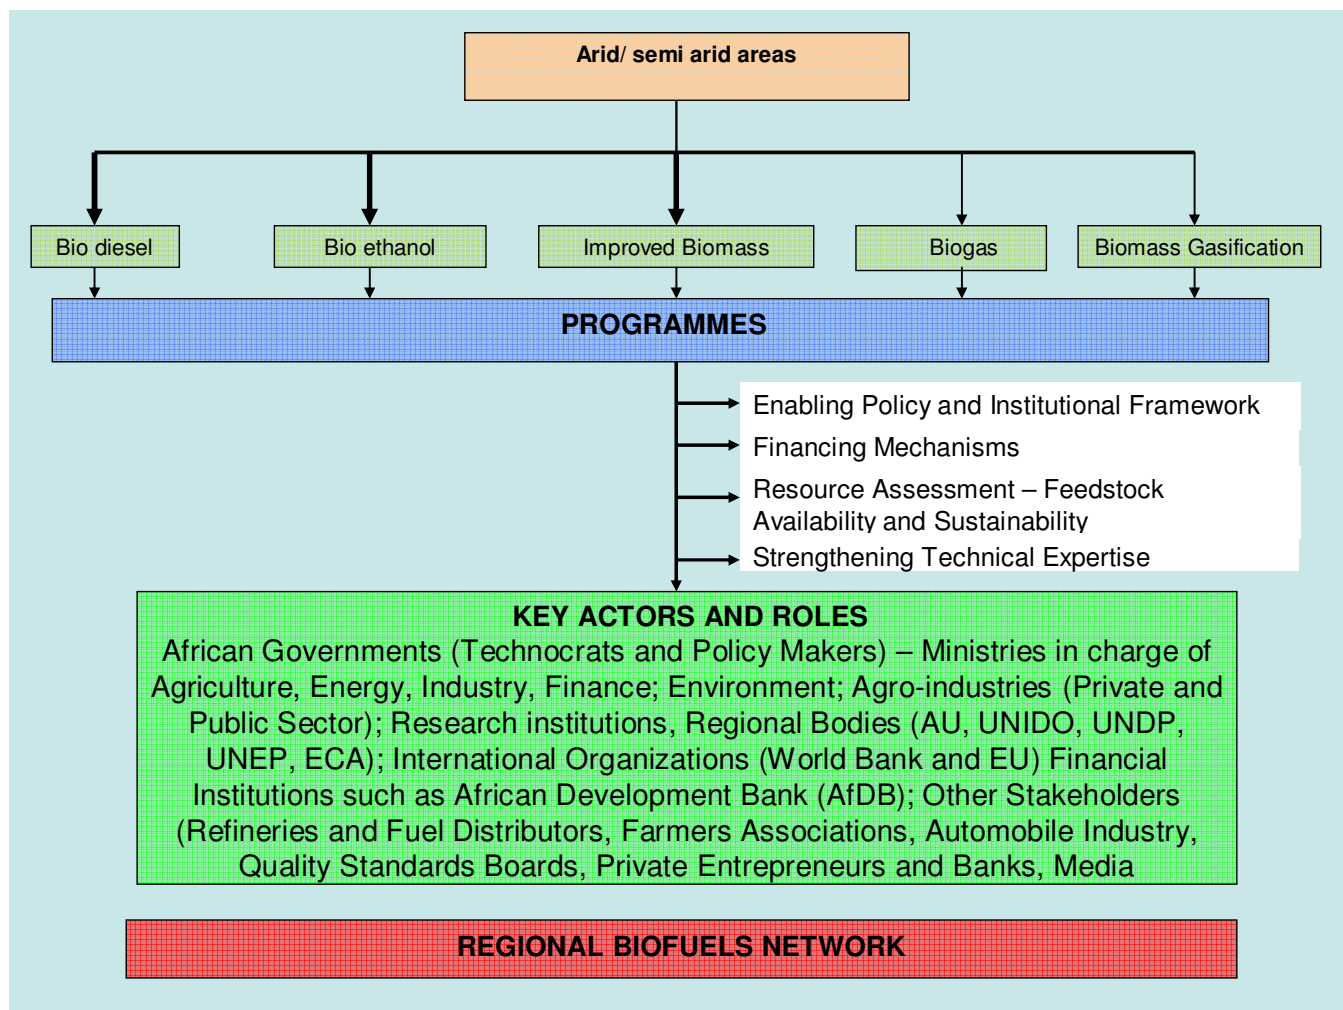 Arid/ semi arid areas
Bio diesel
Bio ethanol
Improved Biomass
Biogas
Biomass Gasification
PROGRAMMES
Enabling Policy and Institutional Framework
Financing Mechanisms
Resource Assessment – Feedstock
Availability and Sustainability
Strengthening Technical Expertise
KEY ACTORS AND ROLES
African Governments (Technocrats and Policy Makers) – Ministries in charge of
Agriculture, Energy, Industry, Finance; Environment; Agro-industries (Private and
Public Sector); Research institutions, Regional Bodies (AU, UNIDO, UNDP,
UNEP, ECA); International Organizations (World Bank and EU) Financial
Institutions such as African Development Bank (AfDB); Other Stakeholders
(Refineries and Fuel Distributors, Farmers Associations, Automobile Industry,
Quality Standards Boards, Private Entrepreneurs and Banks, Media
REGIONAL BIOFUELS NETWORK